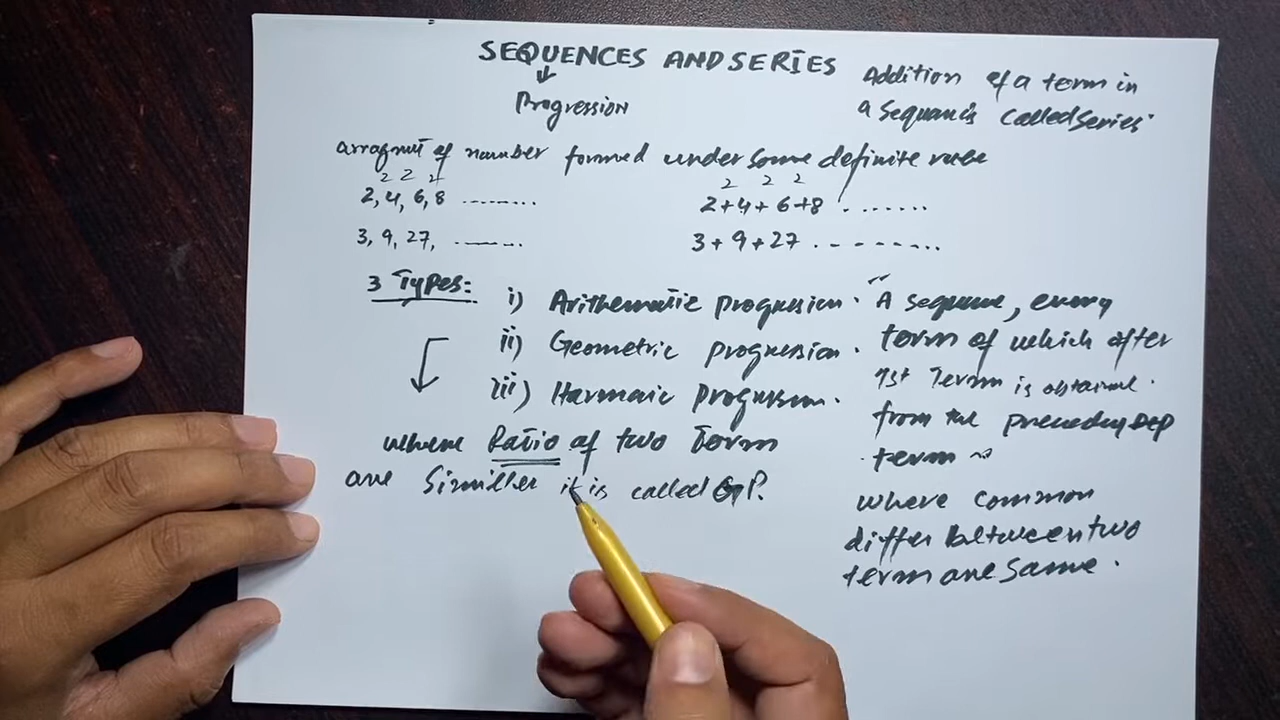 SEQUENCES AND SERIES
Progression
Addition of a term in
a sequence is called series.
of number formed under some definite rule
2 2 2
2, 4, 6, 8 .........
2 2 2
2+4+6+8 .......
3, 9, 27, ........
3+9+27 .........
3 Types:
i) Arithematic progression.
ii) Geometric progression.
iii) Progression.
where Ratio of two term
are similler it is called GP.
"A sequence, every
term of which after
1st Term is obtained
from the
term
where common
differ between two
term are same.